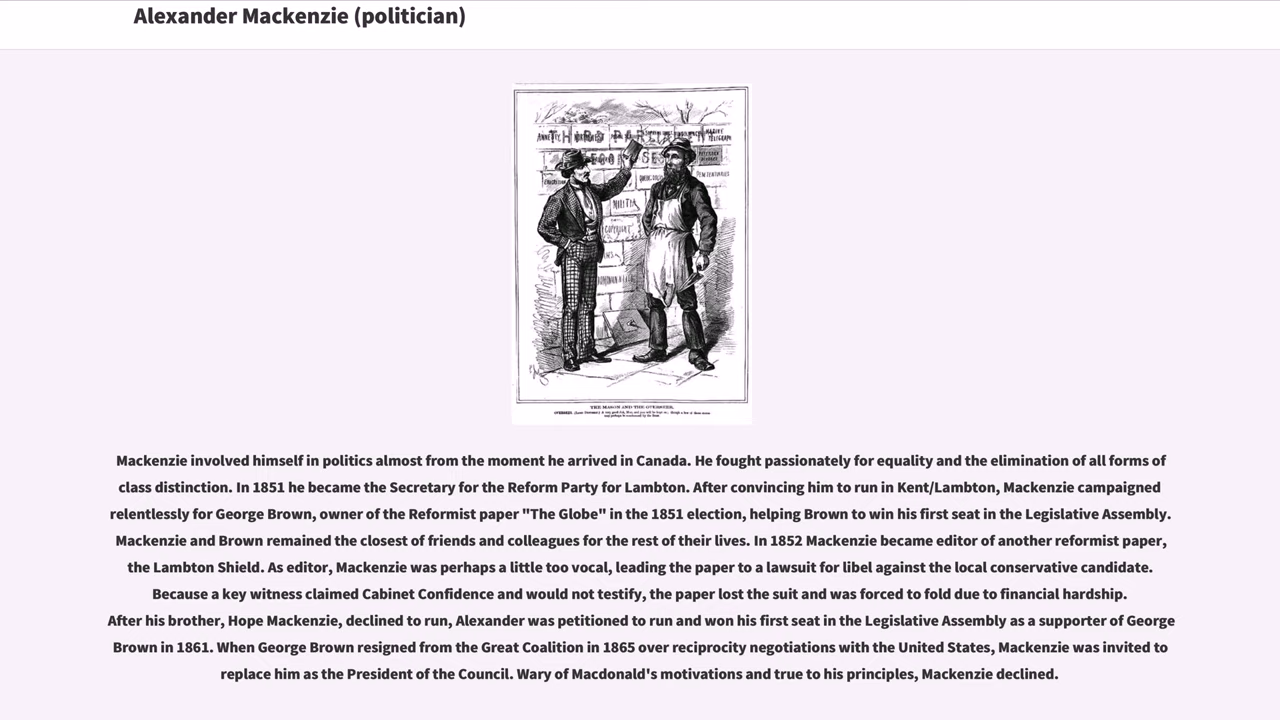 Alexander Mackenzie (politician)
THIRD PARLIAMENT
MILITIA
COPYRIGHT
PENETENTIARIES
THE MASON AND THE OVERSEER.
Mackenzie involved himself in politics almost from the moment he arrived in Canada. He fought passionately for equality and the elimination of all forms of
class distinction. In 1851 he became the Secretary for the Reform Party for Lambton. After convincing him to run in Kent/Lambton, Mackenzie campaigned
relentlessly for George Brown, owner of the Reformist paper "The Globe" in the 1851 election, helping Brown to win his first seat in the Legislative Assembly.
Mackenzie and Brown remained the closest of friends and colleagues for the rest of their lives. In 1852 Mackenzie became editor of another reformist paper,
the Lambton Shield. As editor, Mackenzie was perhaps a little too vocal, leading the paper to a lawsuit for libel against the local conservative candidate.
Because a key witness claimed Cabinet Confidence and would not testify, the paper lost the suit and was forced to fold due to financial hardship.
After his brother, Hope Mackenzie, declined to run, Alexander was petitioned to run and won his first seat in the Legislative Assembly as a supporter of George
Brown in 1861. When George Brown resigned from the Great Coalition in 1865 over reciprocity negotiations with the United States, Mackenzie was invited to
replace him as the President of the Council. Wary of Macdonald's motivations and true to his principles, Mackenzie declined.